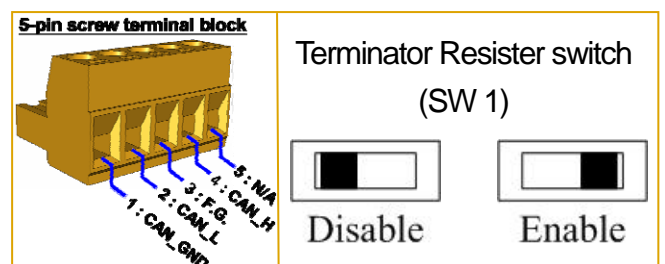 5-pin screw terminal block
1 : CAN_GND
2 : CAN_L
3 : F.G.
4 : CAN_H
5 : N/A
Terminator Resister switch
(SW 1)
Disable
Enable